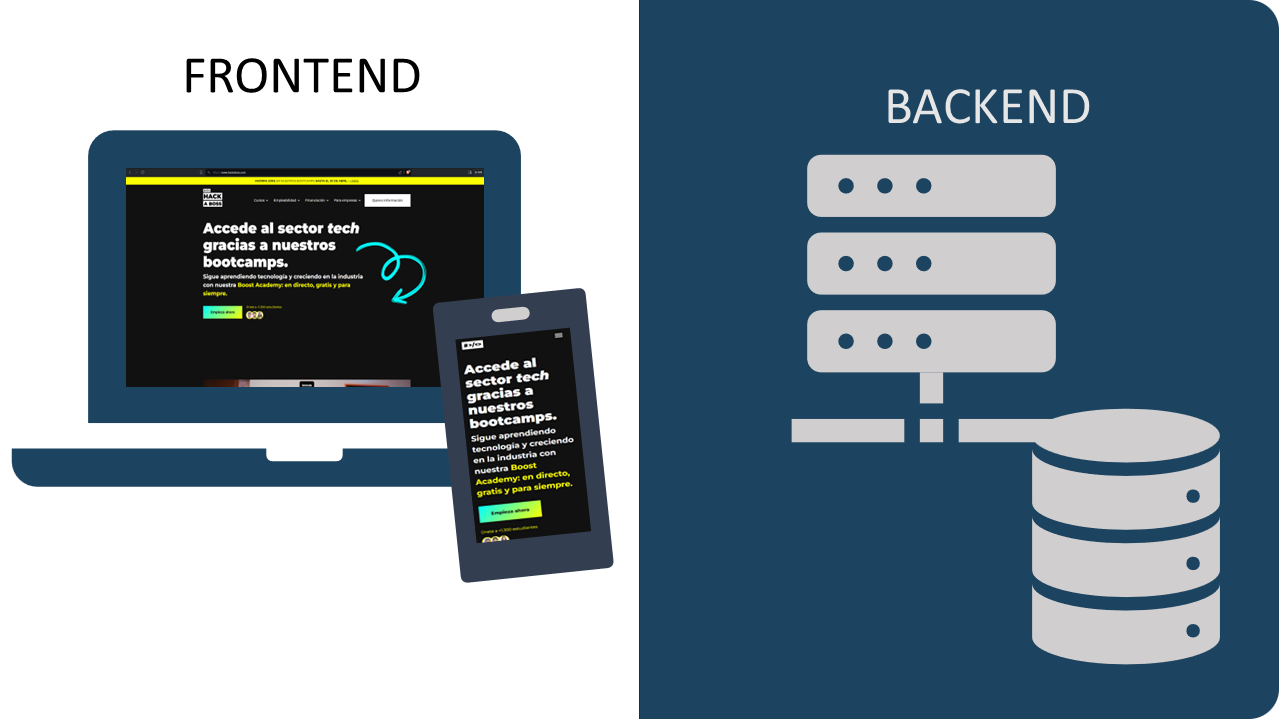 FRONTEND
BACKEND
HACK
A BOSS
Cursos
Empleabilidad
Financiación
Para empresas
Quiero información
Accede al sector tech
gracias a nuestros
bootcamps.
Sigue aprendiendo tecnología y creciendo en la industria
con nuestra Boost Academy: en directo, gratis y para
siempre.
Empieza ahora
Accede al
sector tech
gracias a
nuestros
bootcamps.
Sigue aprendiendo
tecnología y creciendo
en la industria con
nuestra Boost
Academy: en directo,
gratis y para siempre.
Empieza ahora
Únete a +1.300 estudiantes